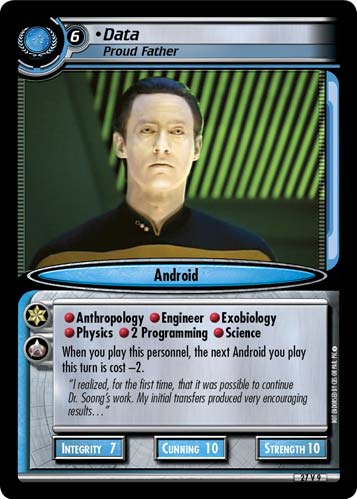 6 •Data
Proud Father
Android
•Anthropology •Engineer •Exobiology
•Physics •2 Programming •Science
When you play this personnel, the next Android you play
this turn is cost –2.
"I realized, for the first time, that it was possible to continue
Dr. Soong's work. My initial transfers produced very encouraging
results…"
INTEGRITY 7 CUNNING 10 STRENGTH 10
27 V 9